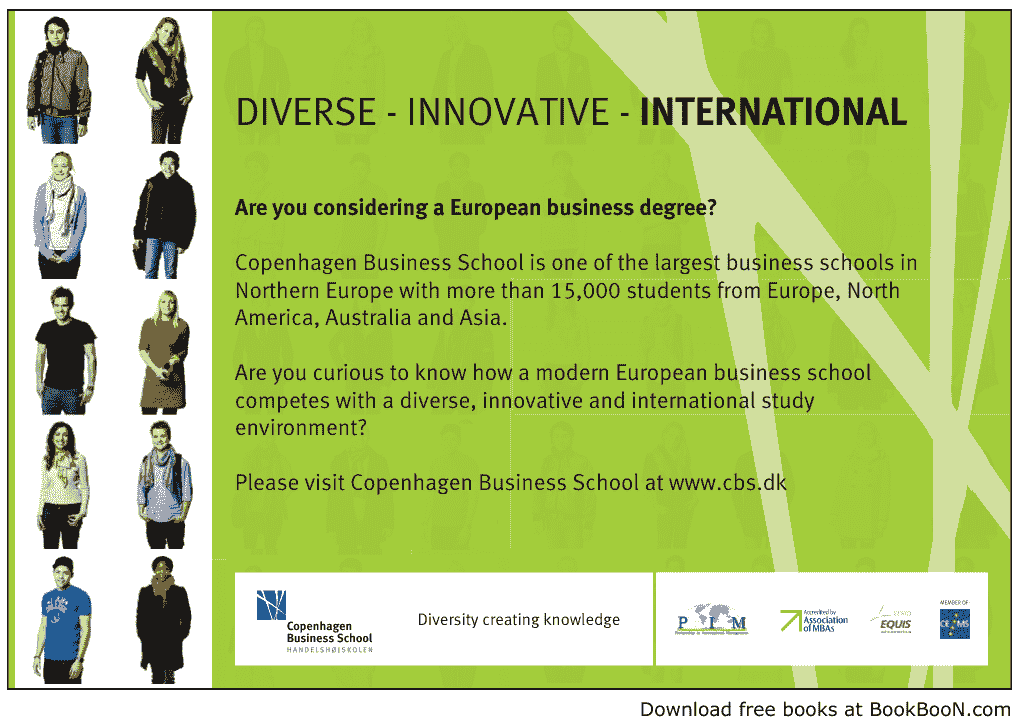 DIVERSE - INNOVATIVE - INTERNATIONAL
Are you considering a European business degree?
Copenhagen Business School is one of the largest business schools in
Northern Europe with more than 15,000 students from Europe, North
America, Australia and Asia.
Are you curious to know how a modern European business school
competes with a diverse, innovative and international study
environment?
Please visit Copenhagen Business School at www.cbs.dk
Copenhagen
Business School
HANDELSHØJSKOLEN
Diversity creating knowledge
PIM
Partnership in International Management
Accredited by
Association
of MBAs
EQUIS
MEMBER OF
CEMS
Download free books at BookBooN.com